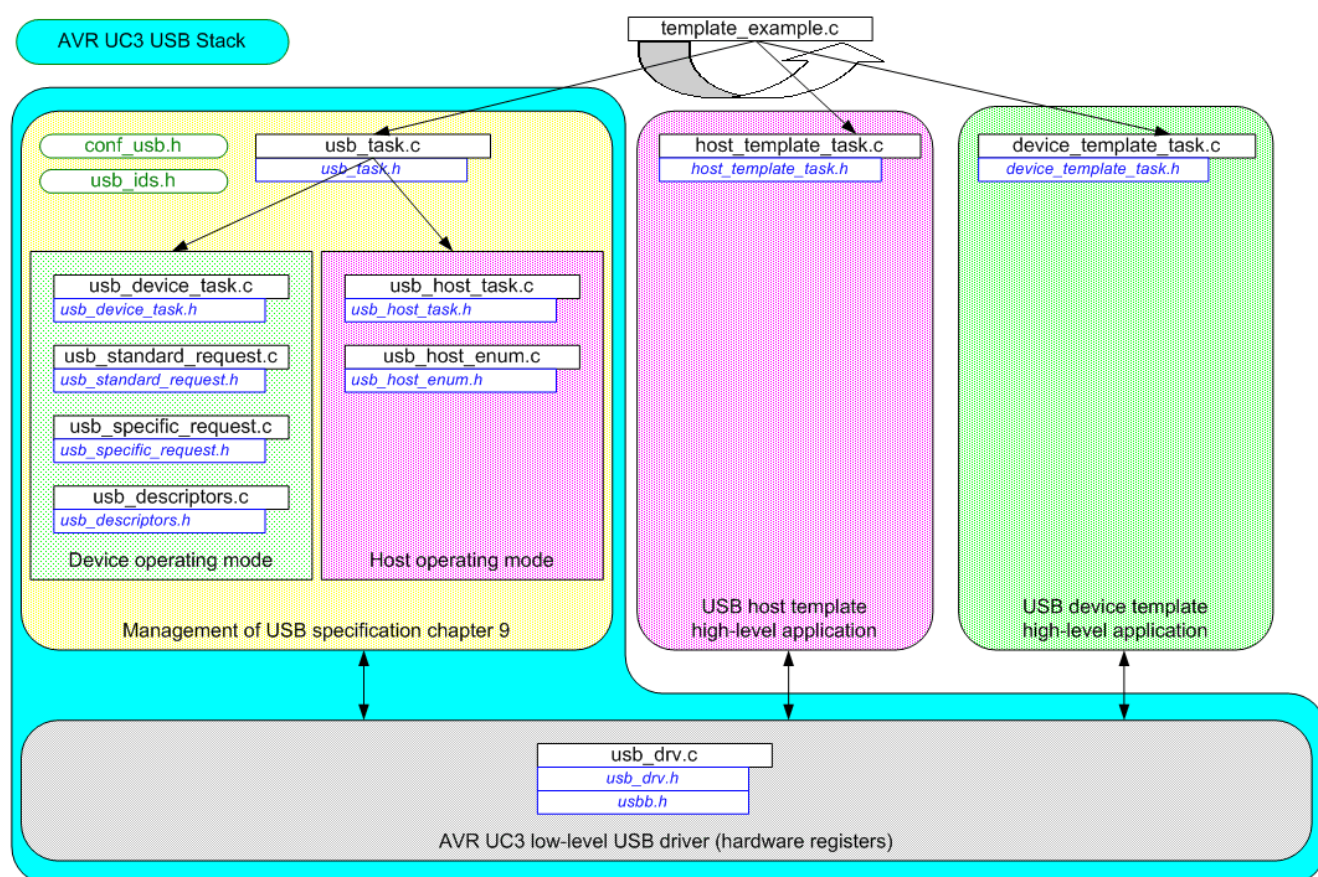 AVR UC3 USB Stack
template_example.c
conf_usb.h
usb_ids.h
usb_task.c
usb_task.h
host_template_task.c
host_template_task.h
device_template_task.c
device_template_task.h
usb_device_task.c
usb_device_task.h
usb_standard_request.c
usb_standard_request.h
usb_specific_request.c
usb_specific_request.h
usb_descriptors.c
usb_descriptors.h
Device operating mode
usb_host_task.c
usb_host_task.h
usb_host_enum.c
usb_host_enum.h
Host operating mode
Management of USB specification chapter 9
USB host template
high-level application
USB device template
high-level application
usb_drv.c
usb_drv.h
usbb.h
AVR UC3 low-level USB driver (hardware registers)